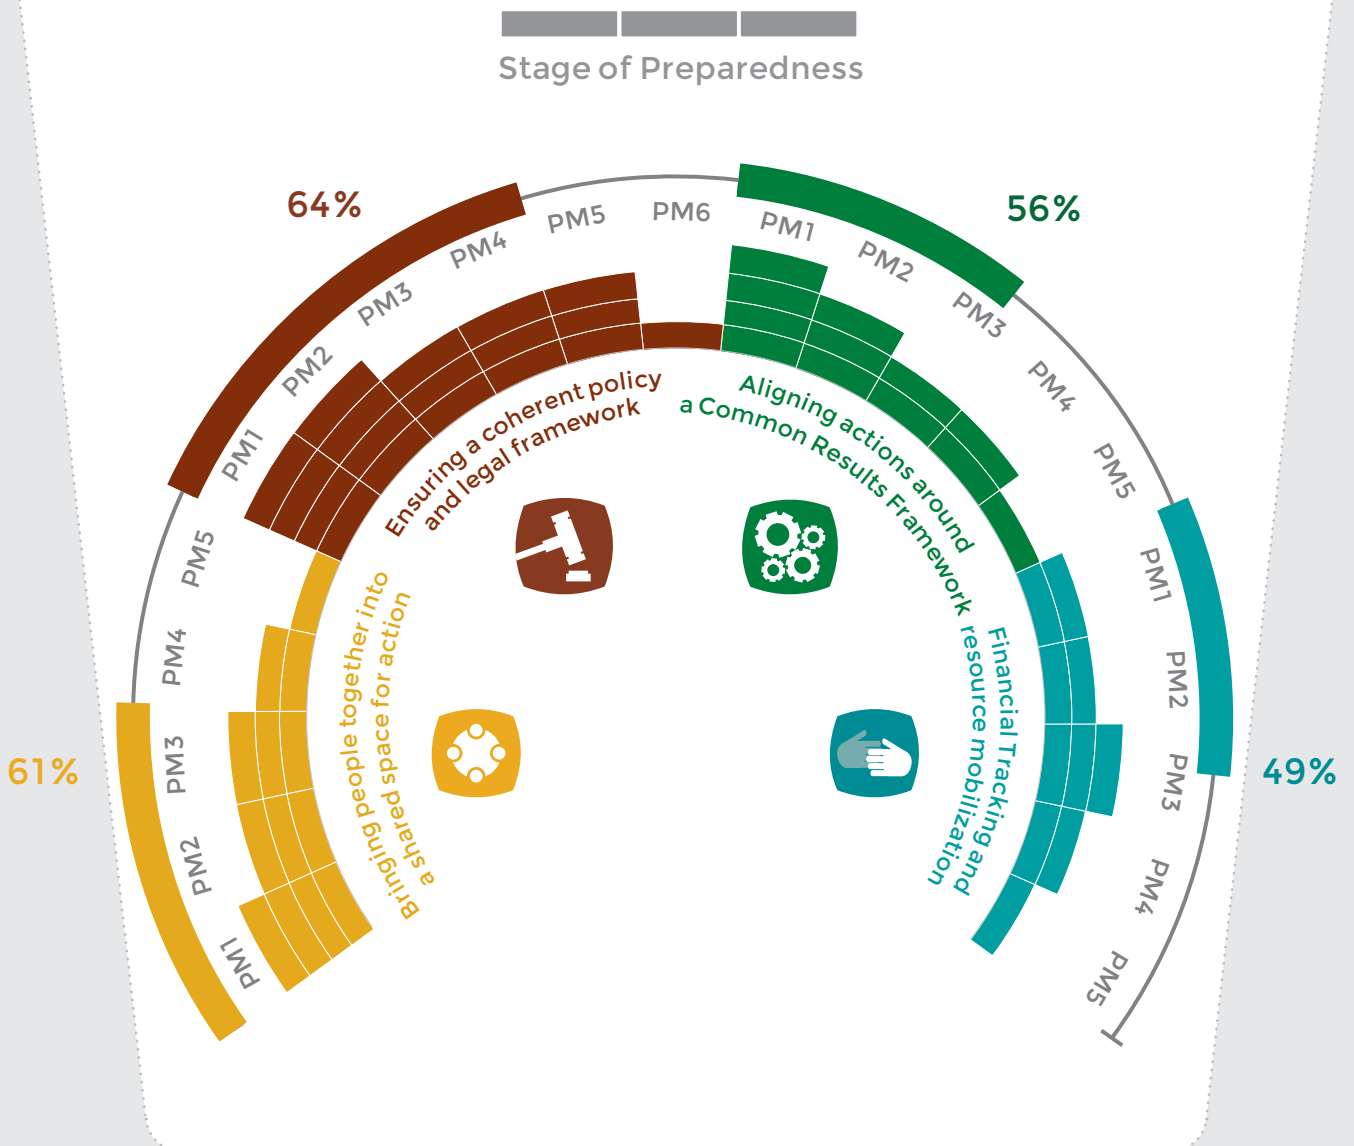 Stage of Preparedness
64%
56%
61%
49%
PM1
PM2
PM3
PM4
PM5
PM1
PM2
PM3
PM4
PM5
PM6
PM1
PM2
PM3
PM4
PM5
PM1
PM2
PM3
PM4
PM5
Bringing people together into
a shared space for action
Ensuring a coherent policy
and legal framework
Aligning actions around
a Common Results Framework
Financial Tracking and
resource mobilization